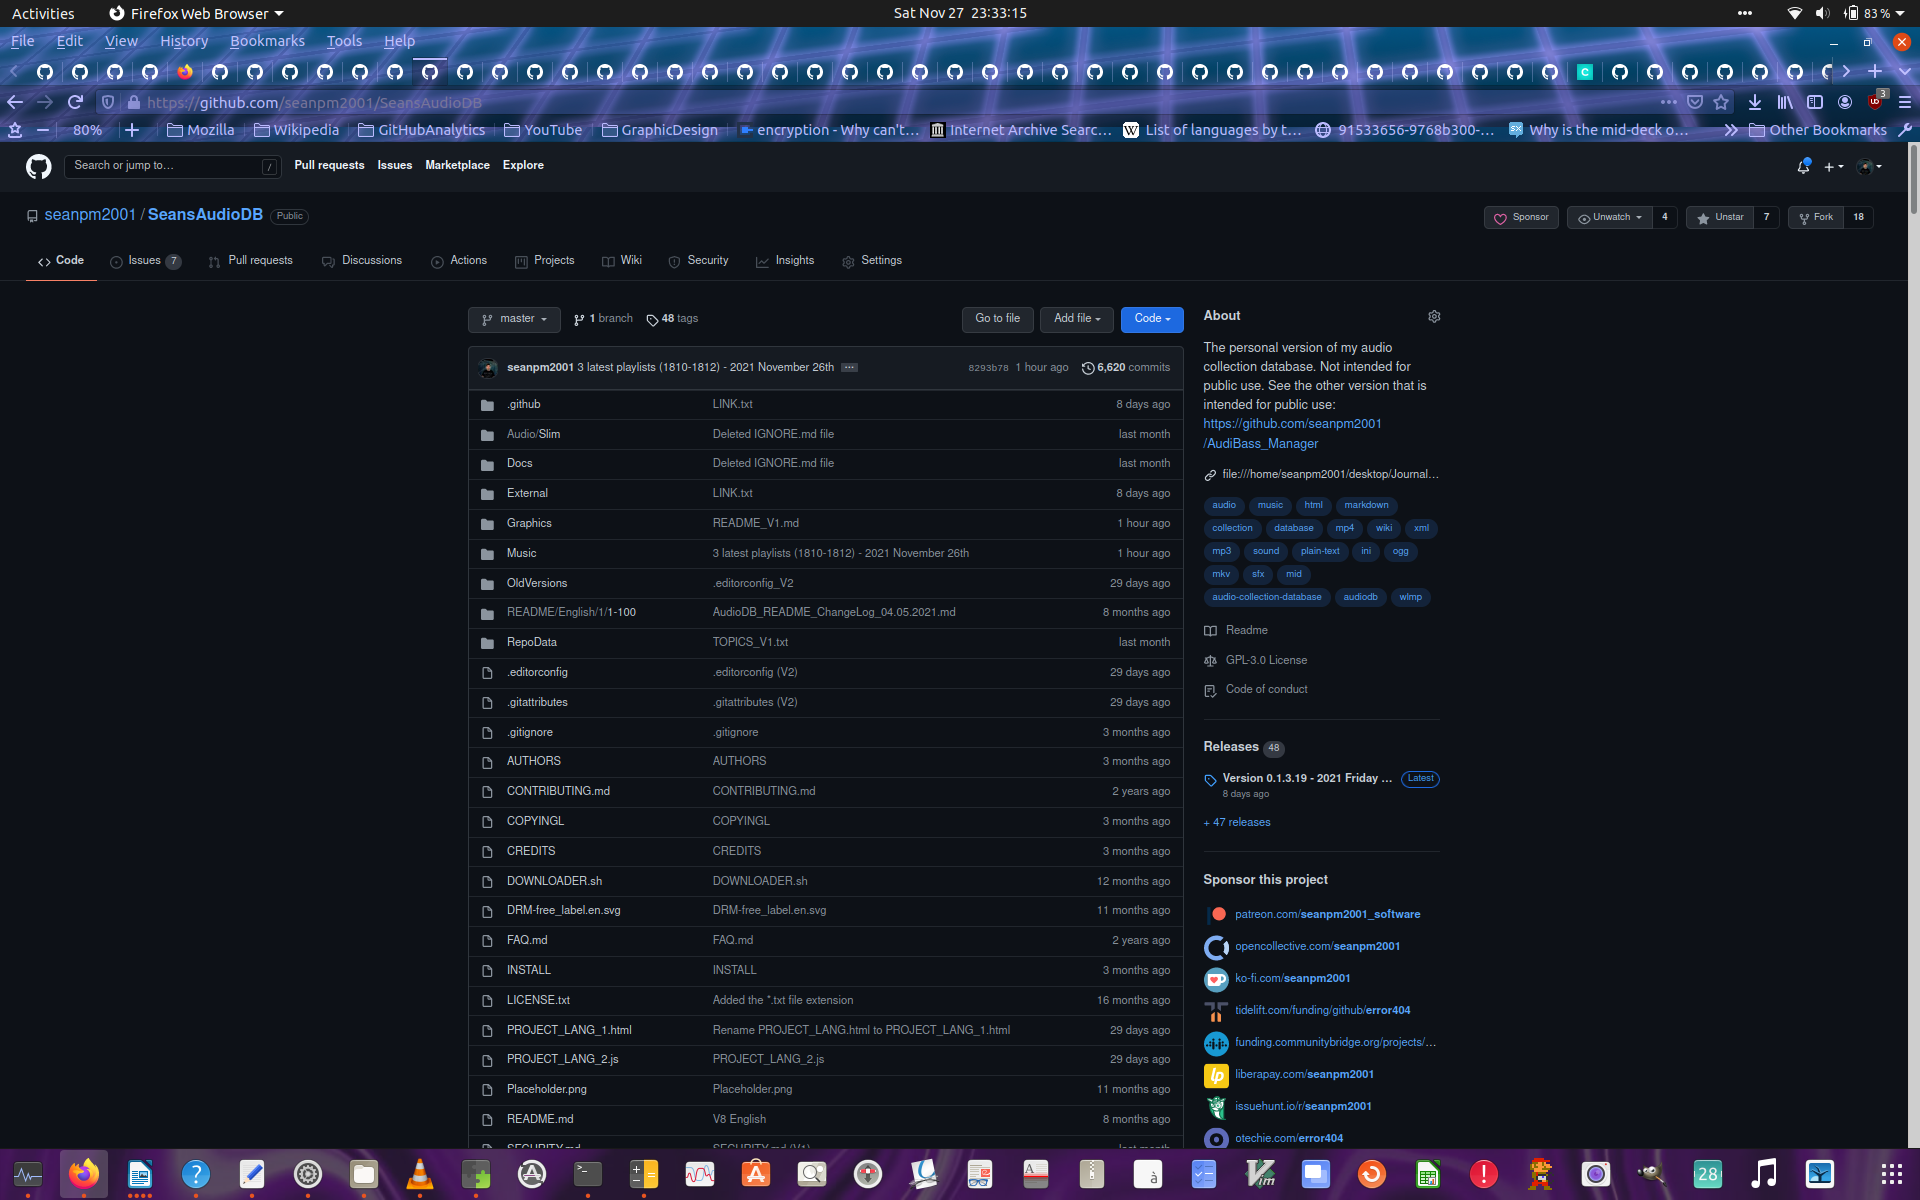 Activities
Firefox Web Browser
Sat Nov 27 23:33:15
83 %
File Edit View History Bookmarks Tools Help
https://github.com/seanpm2001/SeansAudioDB
3
80%
Mozilla
Wikipedia
GitHubAnalytics
YouTube
GraphicDesign
encryption - Why can't…
Internet Archive Searc…
List of languages by t…
91533656-9768b300-…
Why is the mid-deck o…
Other Bookmarks
Search or jump to… /
Pull requests Issues Marketplace Explore
seanpm2001 / SeansAudioDB Public
Sponsor
Unwatch 4
Unstar 7
Fork 18
Code
Issues 7
Pull requests
Discussions
Actions
Projects
Wiki
Security
Insights
Settings
master
1 branch
48 tags
Go to file
Add file
Code
seanpm2001 3 latest playlists (1810-1812) - 2021 November 26th … 8293b78 1 hour ago 6,620 commits
.github LINK.txt 8 days ago
Audio/Slim Deleted IGNORE.md file last month
Docs Deleted IGNORE.md file last month
External LINK.txt 8 days ago
Graphics README_V1.md 1 hour ago
Music 3 latest playlists (1810-1812) - 2021 November 26th 1 hour ago
OldVersions .editorconfig_V2 29 days ago
README/English/1/1-100 AudioDB_README_ChangeLog_04.05.2021.md 8 months ago
RepoData TOPICS_V1.txt last month
.editorconfig .editorconfig (V2) 29 days ago
.gitattributes .gitattributes (V2) 29 days ago
.gitignore .gitignore 3 months ago
AUTHORS AUTHORS 3 months ago
CONTRIBUTING.md CONTRIBUTING.md 2 years ago
COPYINGL COPYINGL 3 months ago
CREDITS CREDITS 3 months ago
DOWNLOADER.sh DOWNLOADER.sh 12 months ago
DRM-free_label.en.svg DRM-free_label.en.svg 11 months ago
FAQ.md FAQ.md 2 years ago
INSTALL INSTALL 3 months ago
LICENSE.txt Added the *.txt file extension 16 months ago
PROJECT_LANG_1.html Rename PROJECT_LANG.html to PROJECT_LANG_1.html 29 days ago
PROJECT_LANG_2.js PROJECT_LANG_2.js 29 days ago
Placeholder.png Placeholder.png 11 months ago
README.md V8 English 8 months ago
SECURITY.md SECURITY.md (V1) last month
About
The personal version of my audio
collection database. Not intended for
public use. See the other version that is
intended for public use:
https://github.com/seanpm2001
/AudiBass_Manager
file:///home/seanpm2001/desktop/Journal…
audio music html markdown
collection database mp4 wiki xml
mp3 sound plain-text ini ogg
mkv sfx mid
audio-collection-database audiodb wlmp
Readme
GPL-3.0 License
Code of conduct
Releases 48
Version 0.1.3.19 - 2021 Friday … Latest
8 days ago
+ 47 releases
Sponsor this project
patreon.com/seanpm2001_software
opencollective.com/seanpm2001
ko-fi.com/seanpm2001
tidelift.com/funding/github/error404
funding.communitybridge.org/projects/…
liberapay.com/seanpm2001
issuehunt.io/r/seanpm2001
otechie.com/error404
28